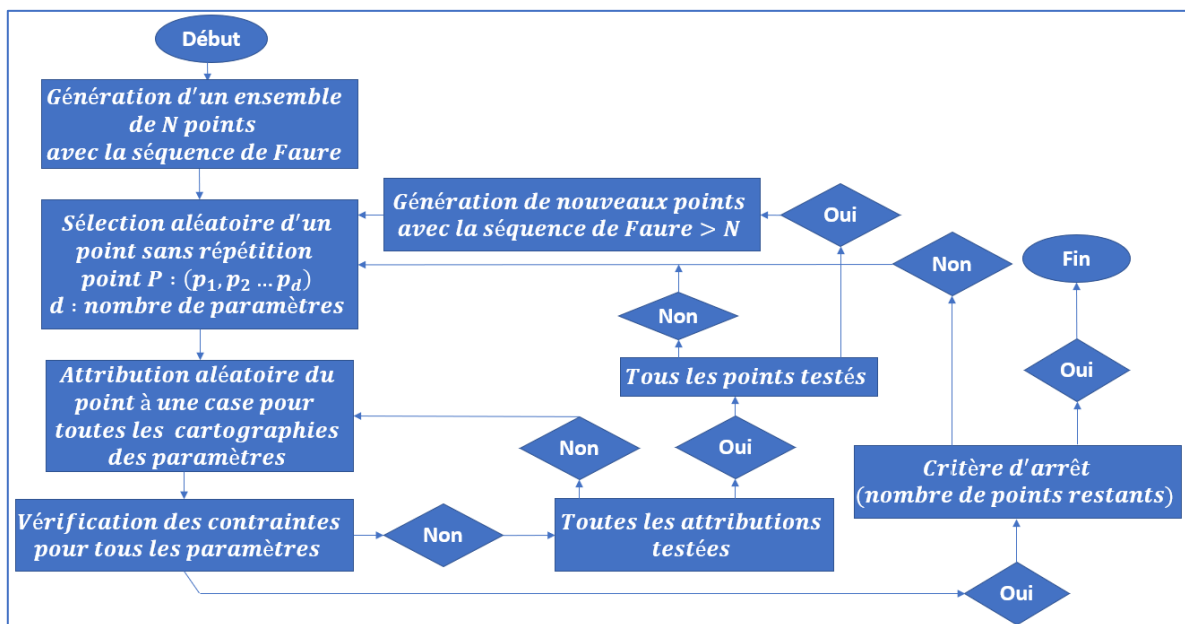 Début
Génération d'un ensemble
de N points
avec la séquence de Faure
Sélection aléatoire d'un
point sans répétition
point P : (p₁, p₂ … p_d)
d : nombre de paramètres
Attribution aléatoire du
point à une case pour
toutes les cartographies
des paramètres
Vérification des contraintes
pour tous les paramètres
Non
Toutes les attributions
testées
Non
Oui
Tous les points testés
Non
Oui
Génération de nouveaux points
avec la séquence de Faure > N
Oui
Critère d'arrêt
(nombre de points restants)
Non
Oui
Fin